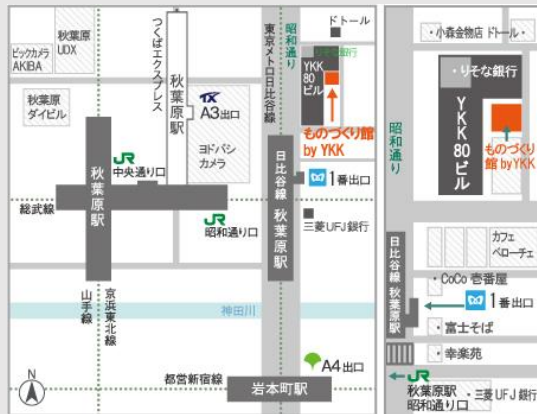 秋葉原
UDX
ビックカメラ
AKIBA
秋葉原
ダイビル
つくばエクスプレス
秋葉原駅
TX
A3出口
ヨドバシ
カメラ
JR
中央通り口
秋葉原駅
総武線
JR
昭和通り口
山手線
京浜東北線
神田川
都営新宿線
岩本町駅
A4出口
N
東京メトロ日比谷線
昭和通り
ドトール
りそな銀行
YKK
80
ビル
ものづくり館
by YKK
日比谷線 秋葉原駅
1番出口
三菱UFJ銀行
・小森金物店
ドトール・
・りそな銀行
YKK80ビル
ものづくり
館 by YKK
昭和通り
カフェ
ベローチェ
・CoCo 壱番屋
1番出口
日比谷線 秋葉原駅
・富士そば
・幸楽苑
JR
秋葉原駅
昭和通り口
・三菱UFJ銀行